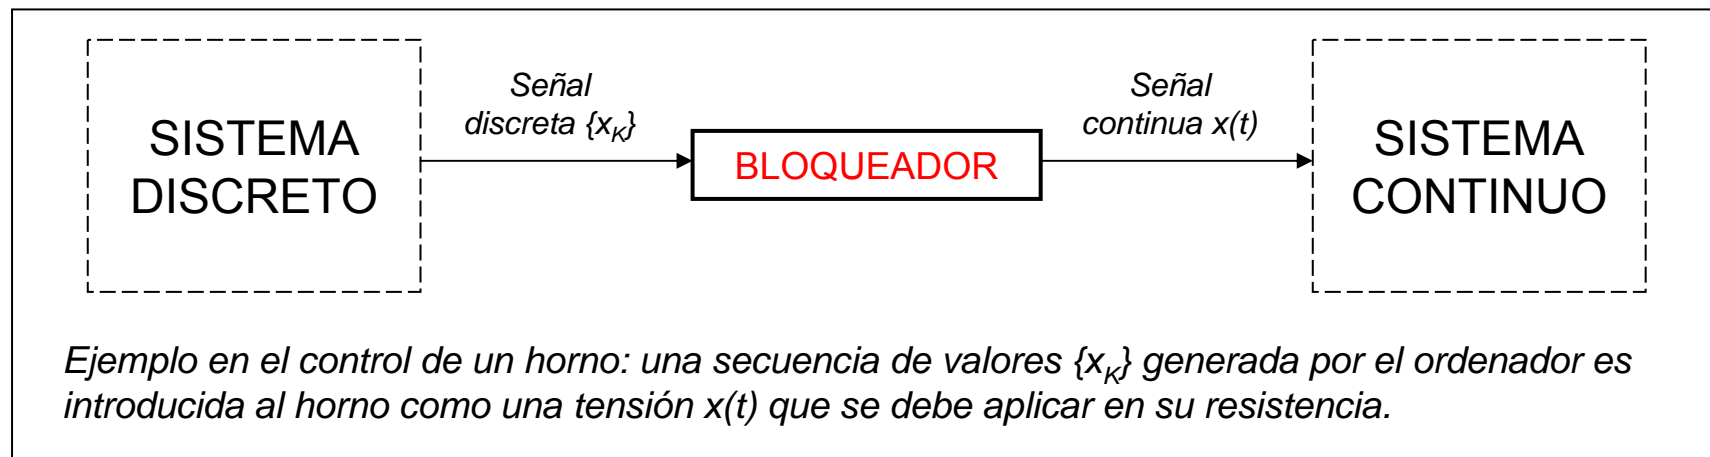 SISTEMA
DISCRETO
Señal
discreta {x_K}
BLOQUEADOR
Señal
continua x(t)
SISTEMA
CONTINUO
Ejemplo en el control de un horno: una secuencia de valores {x_K} generada por el ordenador es
introducida al horno como una tensión x(t) que se debe aplicar en su resistencia.